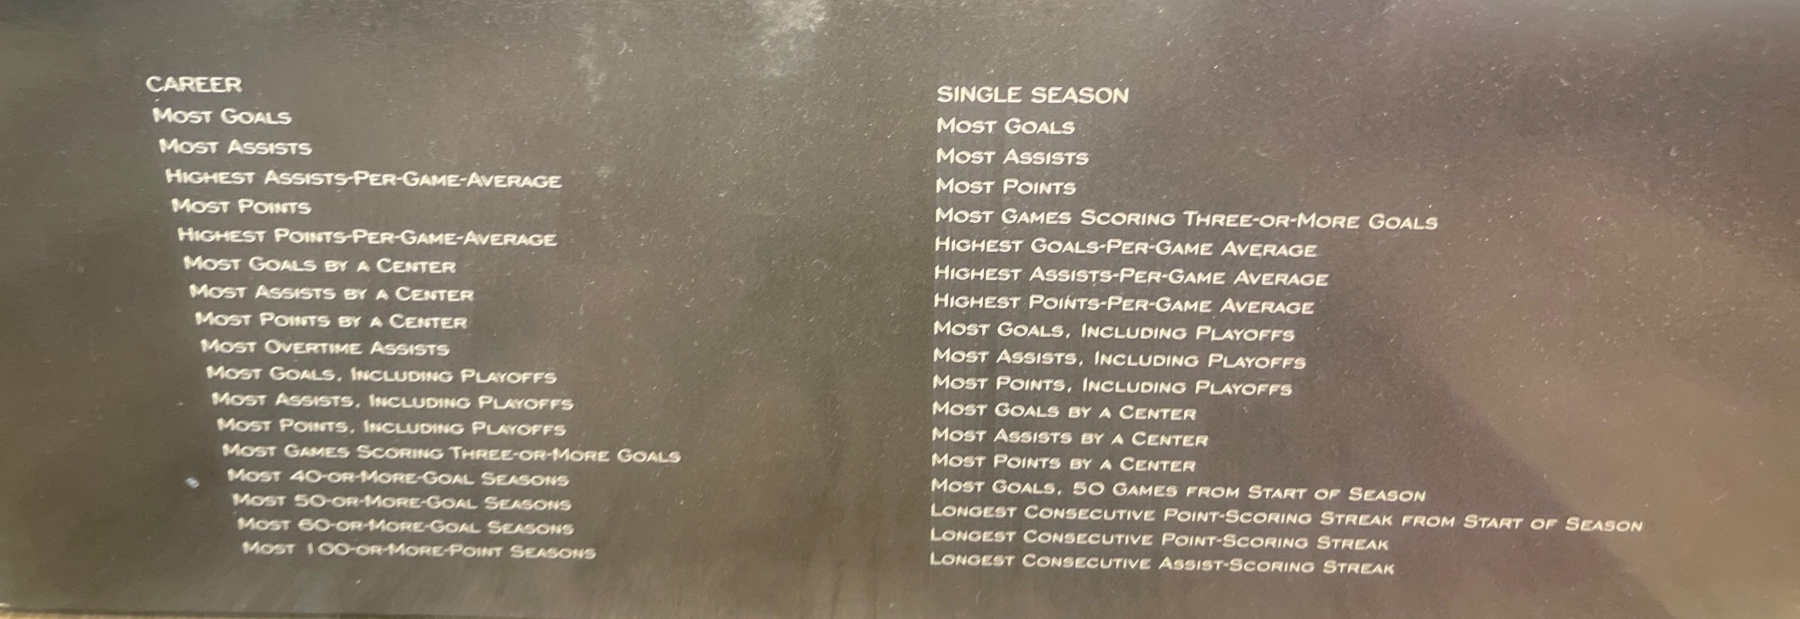 CAREER
MOST GOALS
MOST ASSISTS
HIGHEST ASSISTS-PER-GAME-AVERAGE
MOST POINTS
HIGHEST POINTS-PER-GAME-AVERAGE
MOST GOALS BY A CENTER
MOST ASSISTS BY A CENTER
MOST POINTS BY A CENTER
MOST OVERTIME ASSISTS
MOST GOALS, INCLUDING PLAYOFFS
MOST ASSISTS, INCLUDING PLAYOFFS
MOST POINTS, INCLUDING PLAYOFFS
MOST GAMES SCORING THREE-OR-MORE GOALS
MOST 40-OR-MORE-GOAL SEASONS
MOST 50-OR-MORE-GOAL SEASONS
MOST 60-OR-MORE-GOAL SEASONS
MOST 100-OR-MORE-POINT SEASONS
SINGLE SEASON
MOST GOALS
MOST ASSISTS
MOST POINTS
MOST GAMES SCORING THREE-OR-MORE GOALS
HIGHEST GOALS-PER-GAME AVERAGE
HIGHEST ASSISTS-PER-GAME AVERAGE
HIGHEST POINTS-PER-GAME AVERAGE
MOST GOALS, INCLUDING PLAYOFFS
MOST ASSISTS, INCLUDING PLAYOFFS
MOST POINTS, INCLUDING PLAYOFFS
MOST GOALS BY A CENTER
MOST ASSISTS BY A CENTER
MOST POINTS BY A CENTER
MOST GOALS, 50 GAMES FROM START OF SEASON
LONGEST CONSECUTIVE POINT-SCORING STREAK FROM START OF SEASON
LONGEST CONSECUTIVE POINT-SCORING STREAK
LONGEST CONSECUTIVE ASSIST-SCORING STREAK